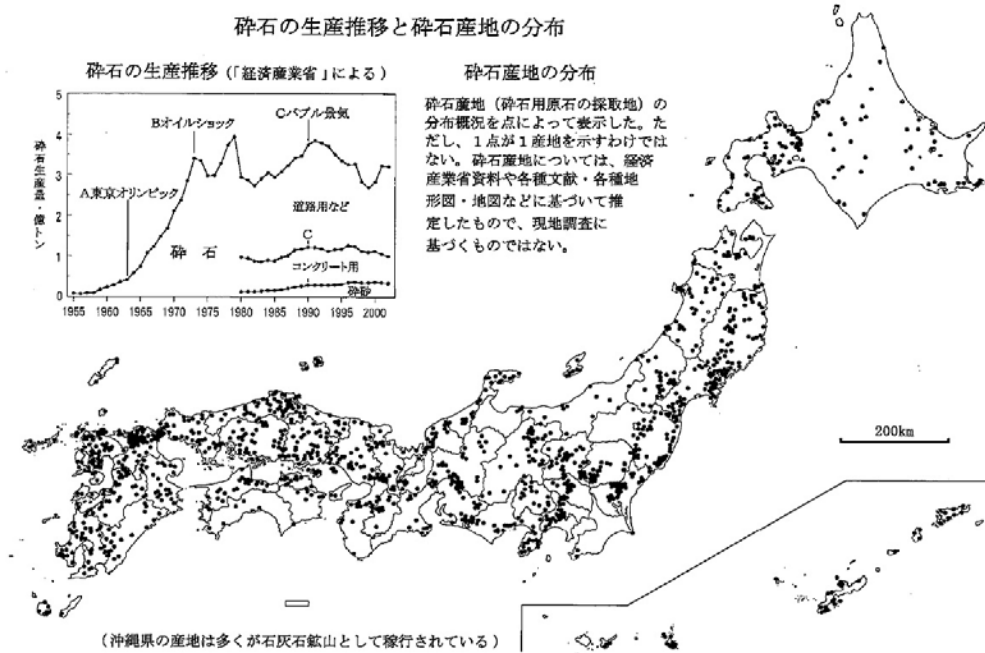 砕石の生産推移と砕石産地の分布
砕石の生産推移(「経済産業省」による)
砕石生産量・億トン
5
4
3
2
1
0
1955 1960 1965 1970 1975 1980 1985 1990 1995 2000
A東京オリンピック
Bオイルショック
Cバブル景気
砕 石
道路用など
C
コンクリート用
砕砂
砕石産地の分布
砕石産地(砕石用原石の採取地)の
分布概況を点によって表示した。た
だし、1点が1産地を示すわけでは
ない。砕石産地については、経済
産業省資料や各種文献・各種地
形図・地図などに基づいて推
定したもので、現地調査に
基づくものではない。
200km
(沖縄県の産地は多くが石灰石鉱山として稼行されている)